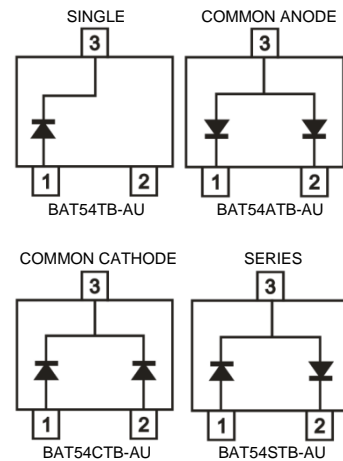 SINGLE
3
1 2
BAT54TB-AU
COMMON ANODE
3
1 2
BAT54ATB-AU
COMMON CATHODE
3
1 2
BAT54CTB-AU
SERIES
3
1 2
BAT54STB-AU